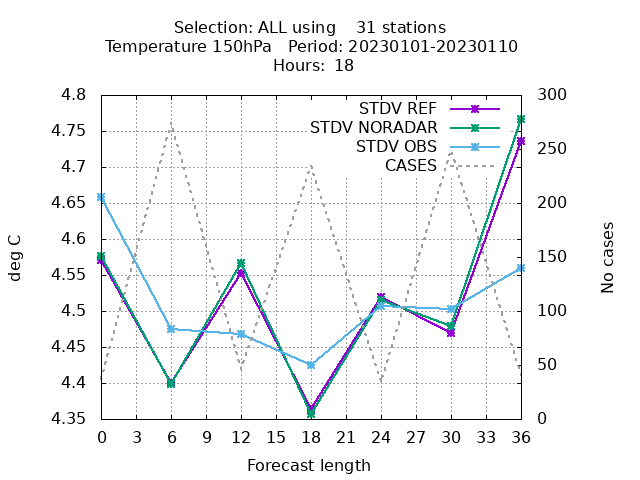 Selection: ALL using    31 stations
Temperature 150hPa   Period: 20230101-20230110
Hours: 18
STDV REF
STDV NORADAR
STDV OBS
CASES
deg C
4.8
4.75
4.7
4.65
4.6
4.55
4.5
4.45
4.4
4.35
300
250
200
150
100
50
0
No cases
0 3 6 9 12 15 18 21 24 27 30 33 36
Forecast length